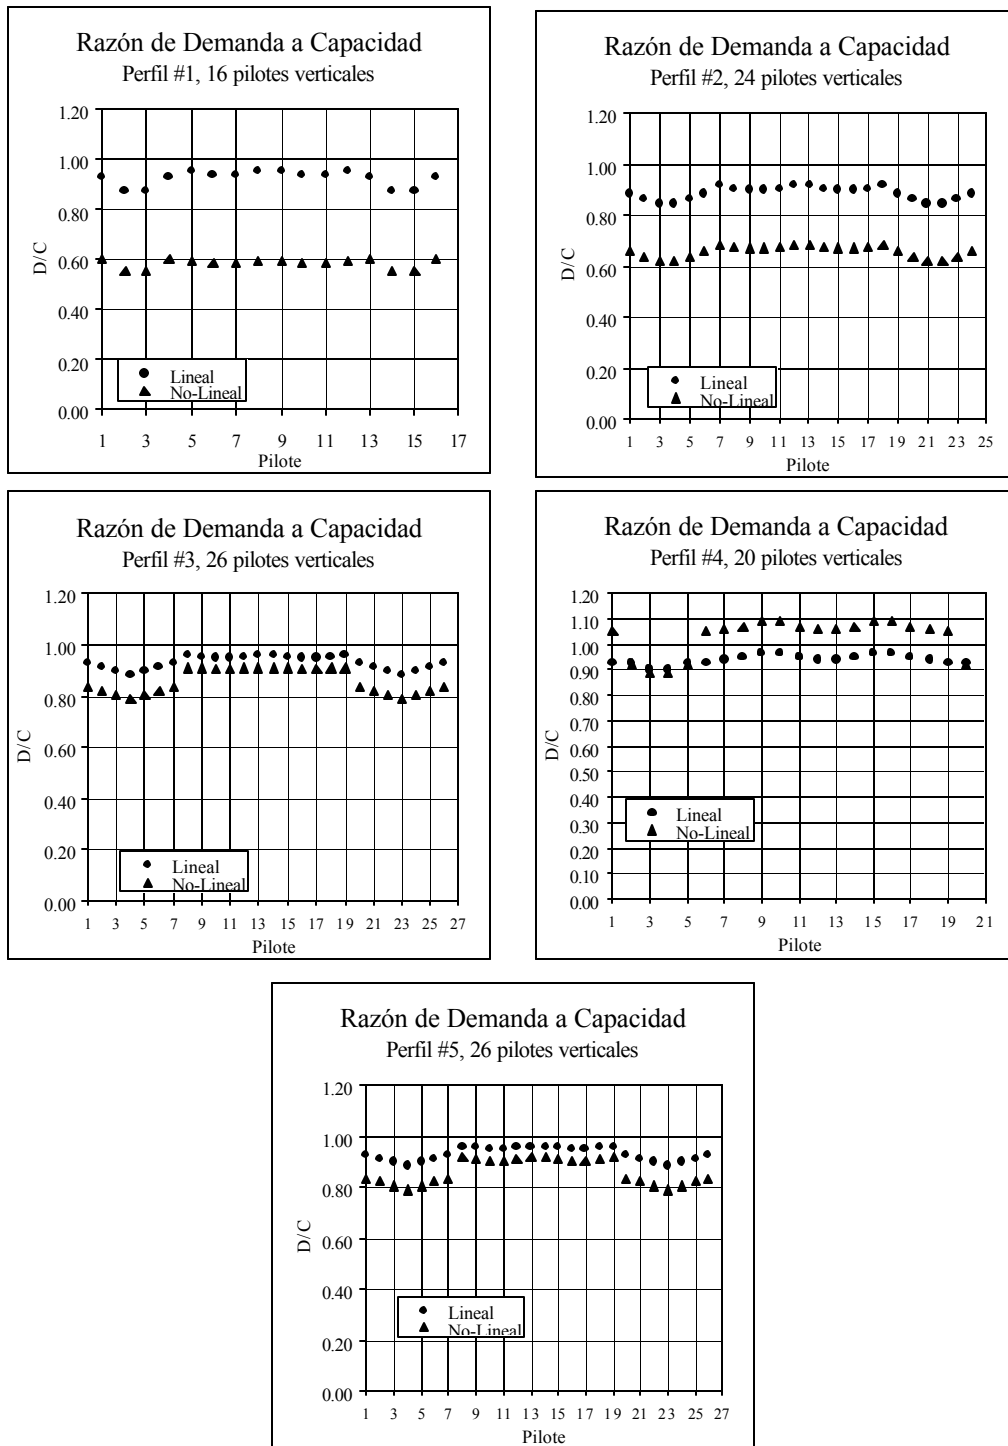 Razón de Demanda a Capacidad
Perfil #1, 16 pilotes verticales
1.20
1.00
0.80
0.60
0.40
0.20
0.00
D/C
Lineal
No-Lineal
1 3 5 7 9 11 13 15 17
Pilote
Razón de Demanda a Capacidad
Perfil #2, 24 pilotes verticales
1.20
1.00
0.80
0.60
0.40
0.20
0.00
D/C
Lineal
No-Lineal
1 3 5 7 9 11 13 15 17 19 21 23 25
Pilote
Razón de Demanda a Capacidad
Perfil #3, 26 pilotes verticales
1.20
1.00
0.80
0.60
0.40
0.20
0.00
D/C
Lineal
No-Lineal
1 3 5 7 9 11 13 15 17 19 21 23 25 27
Pilote
Razón de Demanda a Capacidad
Perfil #4, 20 pilotes verticales
1.20
1.10
1.00
0.90
0.80
0.70
0.60
0.50
0.40
0.30
0.20
0.10
0.00
D/C
Lineal
No-Lineal
1 3 5 7 9 11 13 15 17 19 21
Pilote
Razón de Demanda a Capacidad
Perfil #5, 26 pilotes verticales
1.20
1.00
0.80
0.60
0.40
0.20
0.00
D/C
Lineal
No-Lineal
1 3 5 7 9 11 13 15 17 19 21 23 25 27
Pilote